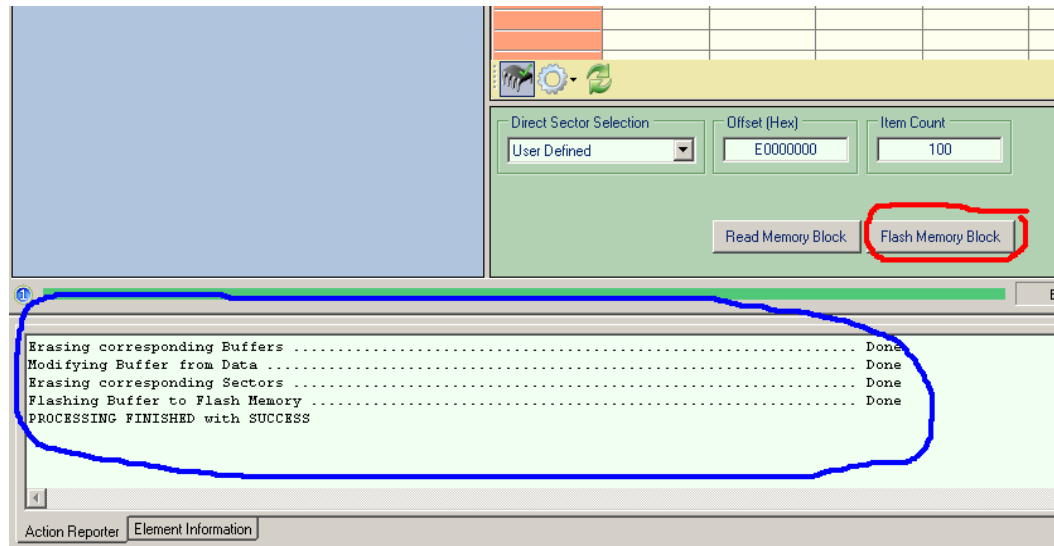 Direct Sector Selection
Offset (Hex)
Item Count
User Defined
E0000000
100
Read Memory Block
Flash Memory Block
1
E
Erasing corresponding Buffers ................................................................ Done
Modifying Buffer from Data ................................................................... Done
Erasing corresponding Sectors ................................................................ Done
Flashing Buffer to Flash Memory .............................................................. Done
PROCESSING FINISHED with SUCCESS
Action Reporter
Element Information